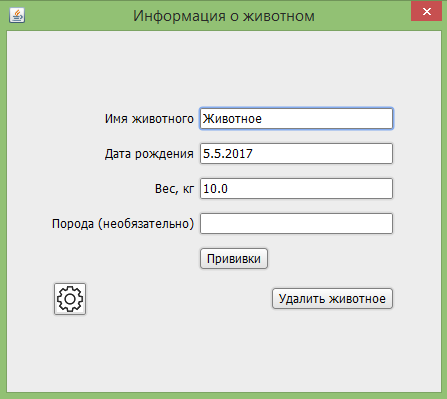 Информация о животном
Имя животного Животное
Дата рождения 5.5.2017
Вес, кг 10.0
Порода (необязательно)
Прививки
Удалить животное